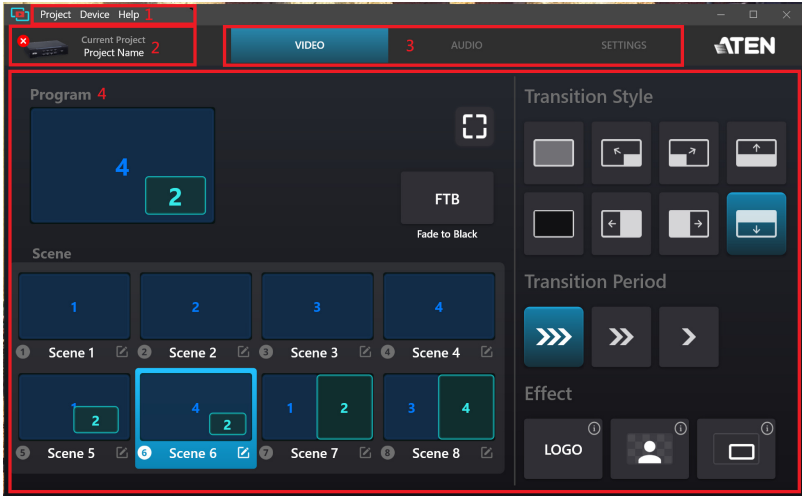 Project Device Help 1
Current Project
Project Name 2
VIDEO 3 AUDIO SETTINGS
ATEN
Program 4
4
2
FTB
Fade to Black
Scene
1 2 3 4
1 Scene 1 2 Scene 2 3 Scene 3 4 Scene 4
1 2 4 2 1 2 3 4
5 Scene 5 6 Scene 6 7 Scene 7 8 Scene 8
Transition Style
Transition Period
Effect
LOGO